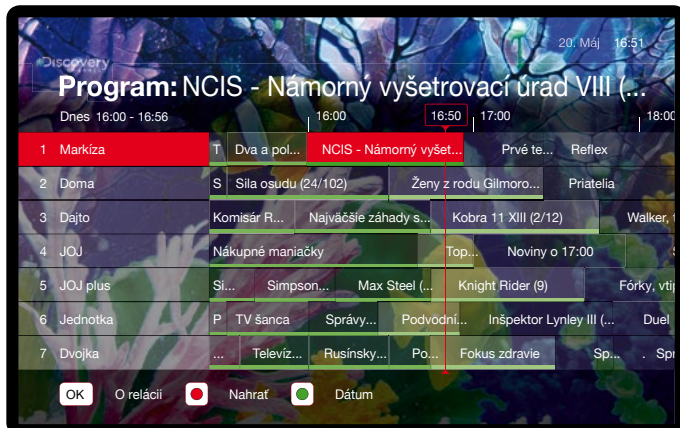 20. Máj 16:51
Discovery
CHANNEL
Program: NCIS - Námorný vyšetrovací úrad VIII (...
Dnes 16:00 - 16:56 16:00 16:50 17:00 18:00
1 Markíza T Dva a pol... NCIS - Námorný vyšet... Prvé te... Reflex
2 Doma S Sila osudu (24/102) Ženy z rodu Gilmoro... Priatelia
3 Dajto Komisár R... Najväčšie záhady s... Kobra 11 XIII (2/12) Walker,
4 JOJ Nákupné maniačky Top... Noviny o 17:00
5 JOJ plus Si... Simpson... Max Steel (... Knight Rider (9) Fórky, vtip
6 Jednotka P TV šanca Správy... Podvodní... Inšpektor Lynley III (... Duel
7 Dvojka ... Televíz... Rusínsky... Po... Fokus zdravie Sp... . Spr
OK O relácii Nahrať Dátum